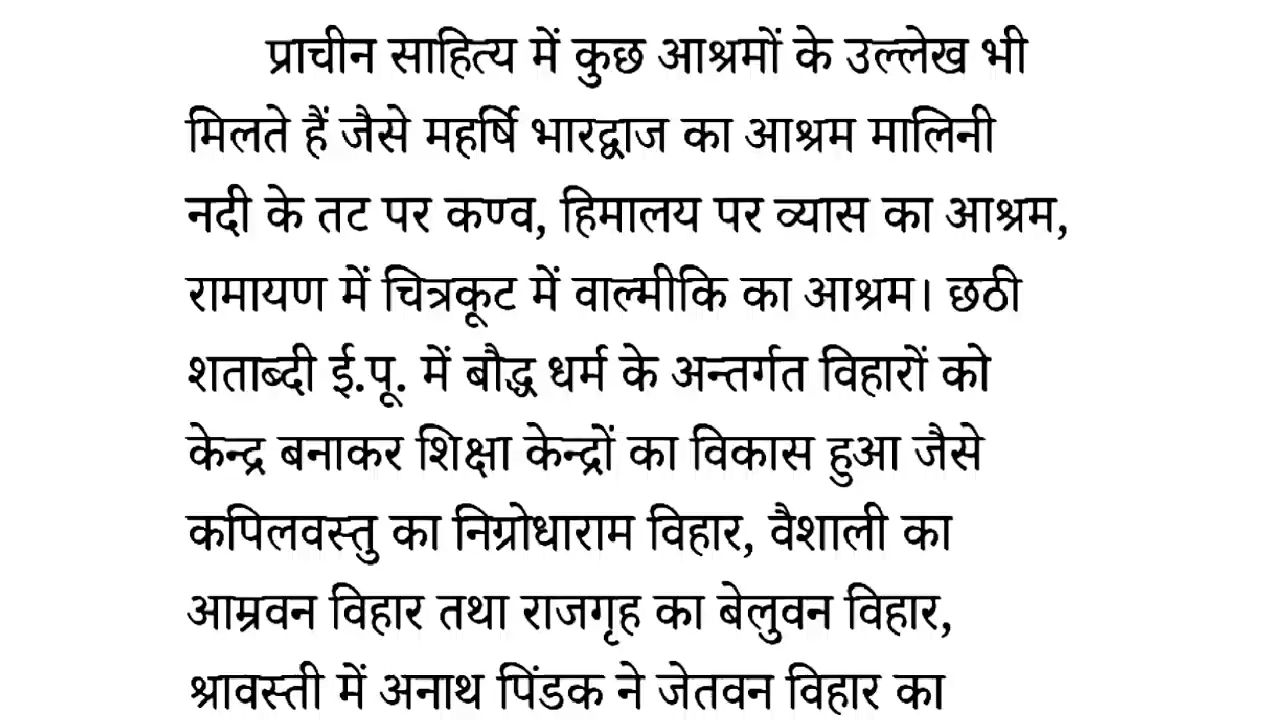 प्राचीन साहित्य में कुछ आश्रमों के उल्लेख भी
मिलते हैं जैसे महर्षि भारद्वाज का आश्रम मालिनी
नदी के तट पर कण्व, हिमालय पर व्यास का आश्रम,
रामायण में चित्रकूट में वाल्मीकि का आश्रम। छठी
शताब्दी ई.पू. में बौद्ध धर्म के अन्तर्गत विहारों को
केन्द्र बनाकर शिक्षा केन्द्रों का विकास हुआ जैसे
कपिलवस्तु का निग्रोधाराम विहार, वैशाली का
आम्रवन विहार तथा राजगृह का बेलुवन विहार,
श्रावस्ती में अनाथ पिंडक ने जेतवन विहार का